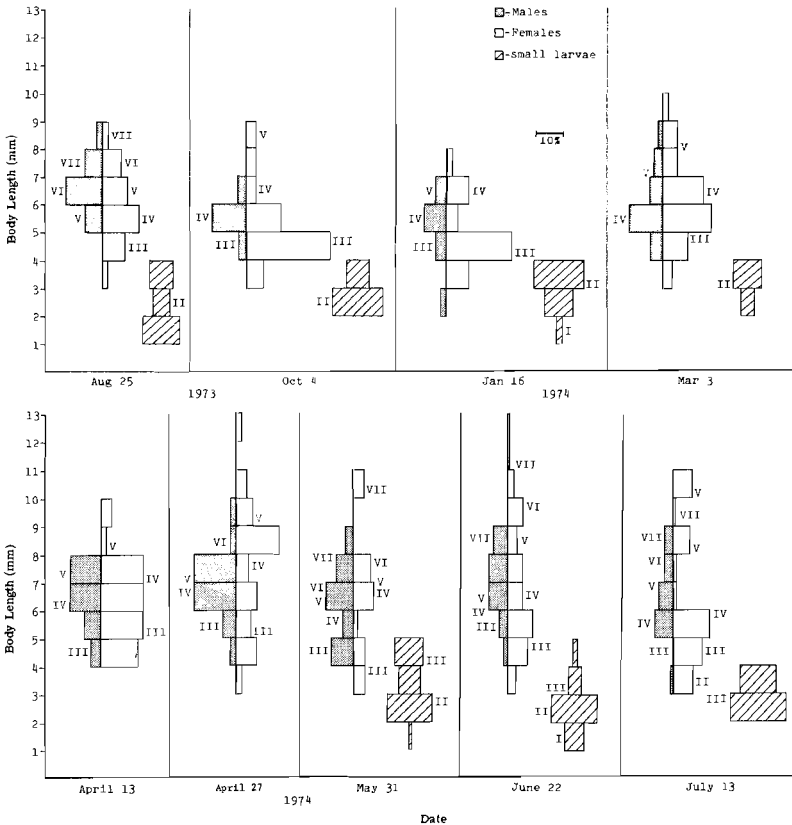 -Males
-Females
-small larvae
10%
Body Length (mm)
13
12
11
10
9
8
7
6
5
4
3
2
1
VII
VII
VI
VI
V
V
IV
III
II
V
IV
IV
III
III
II
V
IV
IV
III
III
II
I
V
V
IV
IV
III
II
Aug 25
Oct 4
Jan 16
Mar 3
1973
1974
Body Length (mm)
13
12
11
10
9
8
7
6
5
4
3
2
1
V
V
IV
IV
III
III
V
VI
V
IV
IV
III
III
VII
VII
VI
VI
V
V
IV
IV
III
III
III
II
VII
VI
VII
V
V
IV
IV
III
III
III
II
I
V
VII
VII
V
VI
V
IV
IV
III
III
II
III
April 13
April 27
May 31
June 22
July 13
1974
Date